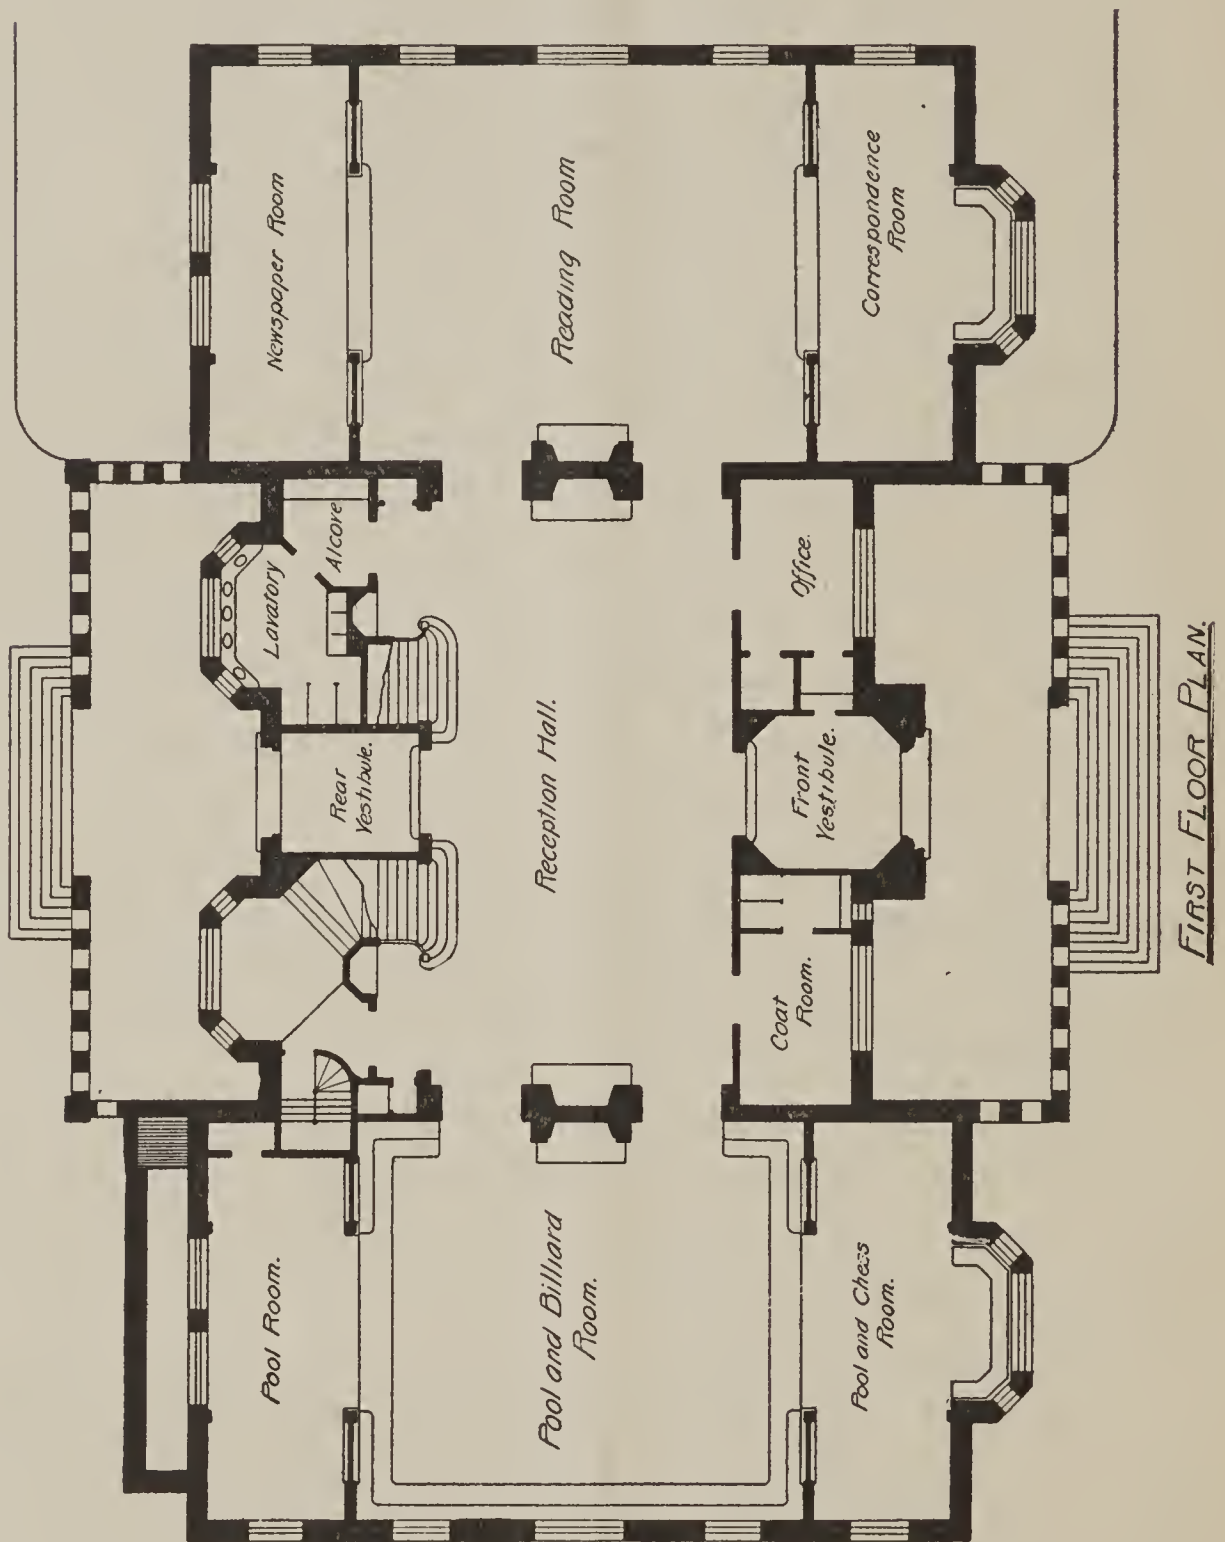 Newspaper Room
Reading Room
Correspondence
Room
Lavatory
Alcove
Office.
Rear
Vestibule.
Reception Hall.
Front
Vestibule.
Coat
Room.
Pool Room.
Pool and Billiard
Room.
Pool and Chess
Room.
FIRST FLOOR PLAN.